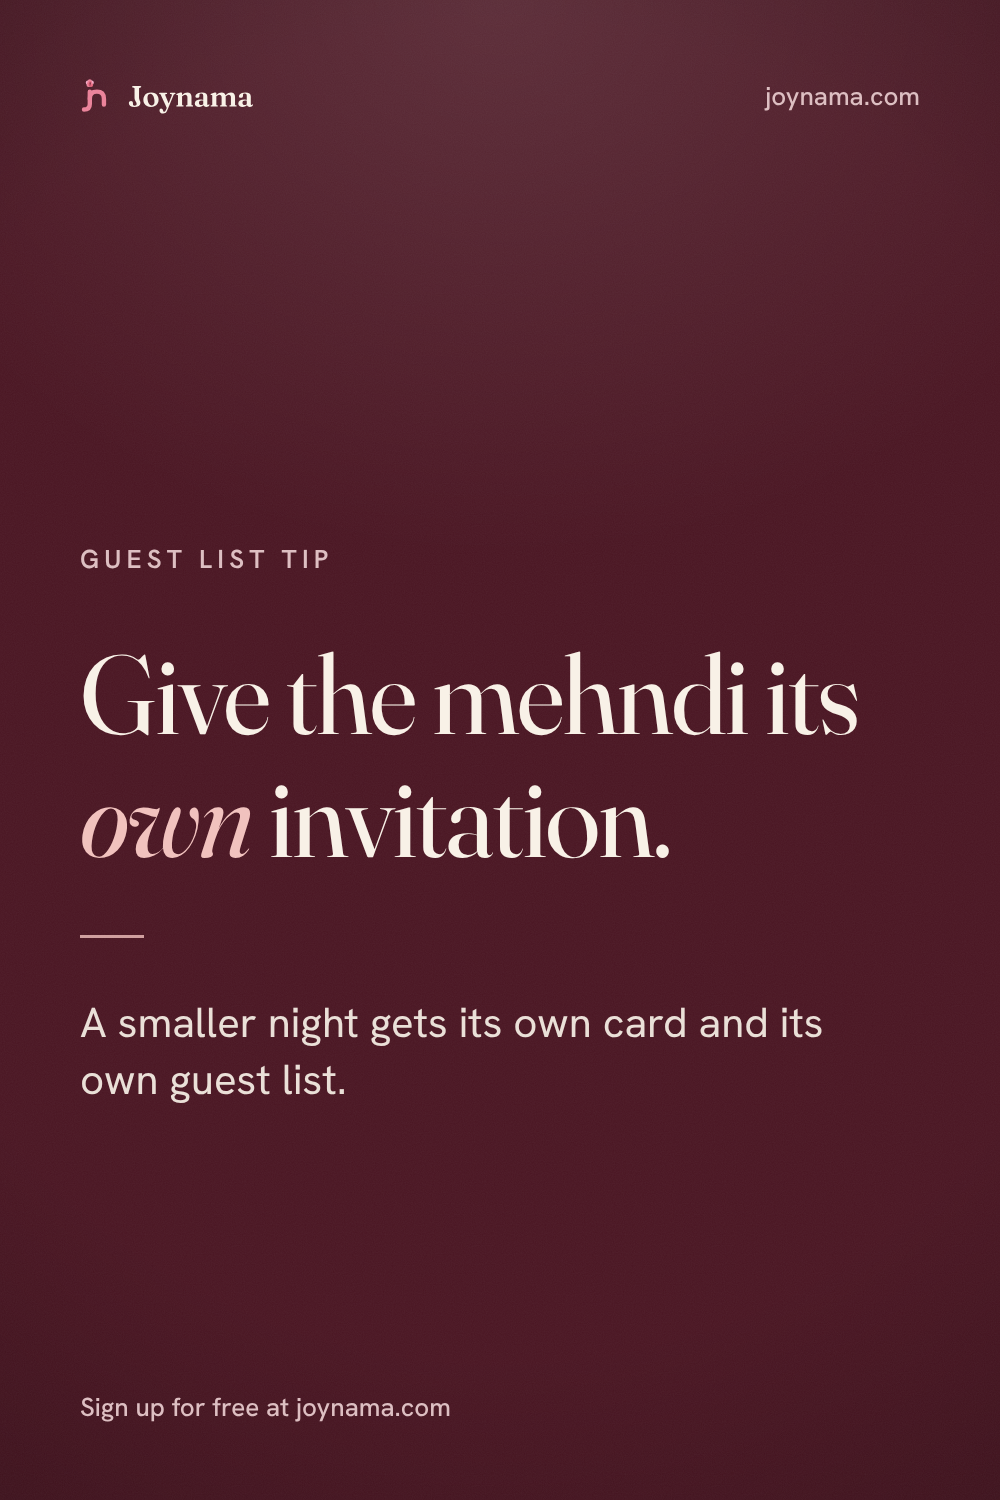 Joynama
joynama.com
GUEST LIST TIP
Give the mehndi its
own invitation.
A smaller night gets its own card and its
own guest list.
Sign up for free at joynama.com